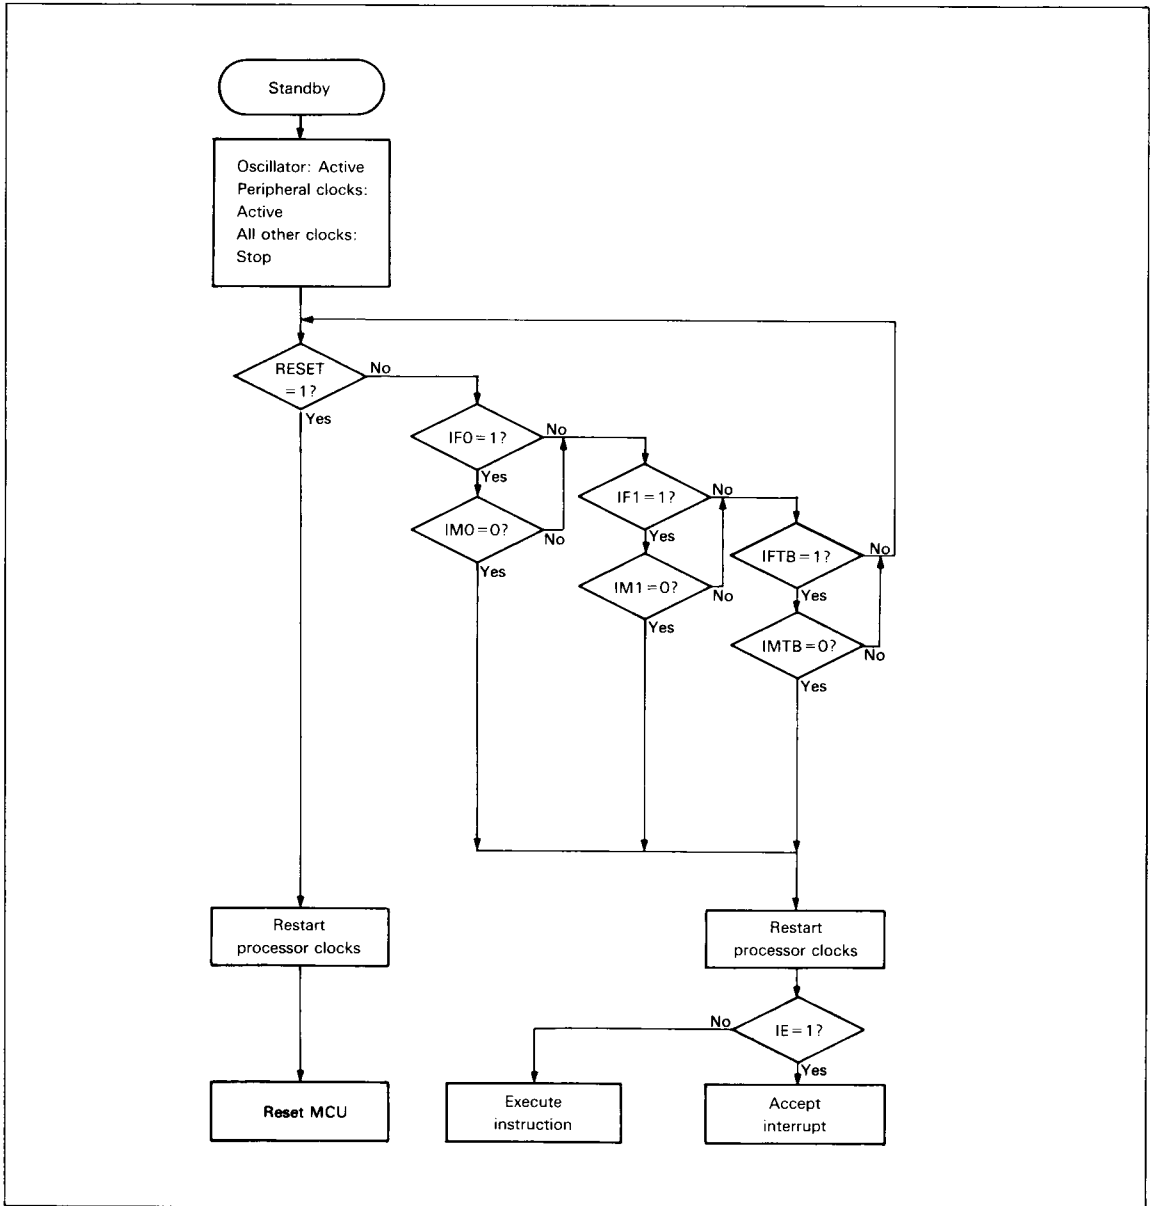 Standby
Oscillator: Active
Peripheral clocks:
Active
All other clocks:
Stop
RESET
=1?
No
Yes
IF0=1?
No
Yes
IM0=0?
No
Yes
IF1=1?
No
Yes
IM1=0?
No
Yes
IFTB=1?
No
Yes
IMTB=0?
No
Yes
Restart
processor clocks
Restart
processor clocks
IE=1?
No
Yes
Reset MCU
Execute
instruction
Accept
interrupt